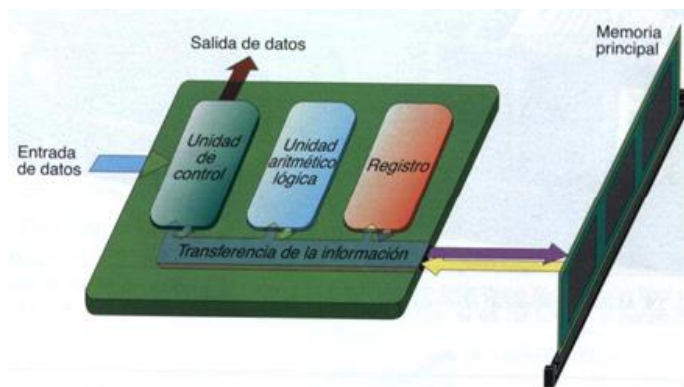 Salida de datos
Memoria
principal
Unidad
de
control
Unidad
aritmético
lógica
Registro
Entrada
de datos
Transferencia de la información